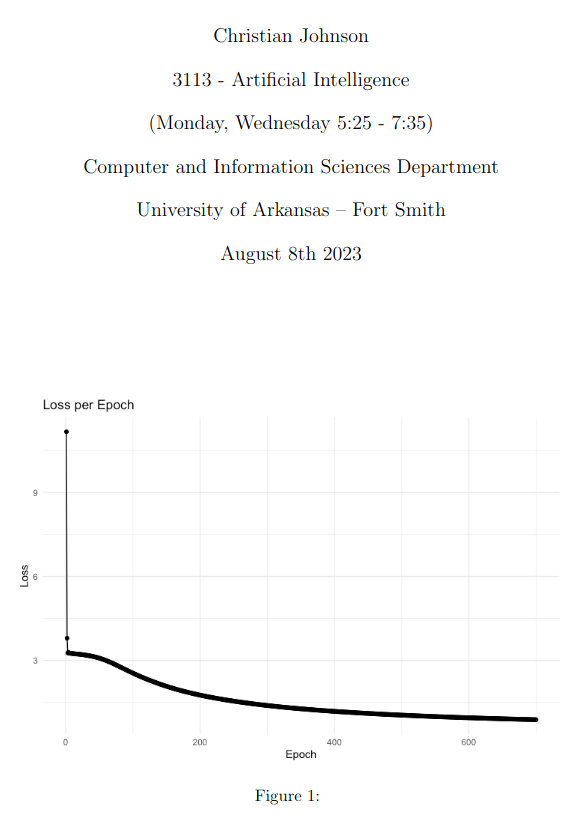 Christian Johnson
3113 - Artificial Intelligence
(Monday, Wednesday 5:25 - 7:35)
Computer and Information Sciences Department
University of Arkansas – Fort Smith
August 8th 2023
Loss per Epoch
Loss
9
6
3
0 200 400 600
Epoch
Figure 1: